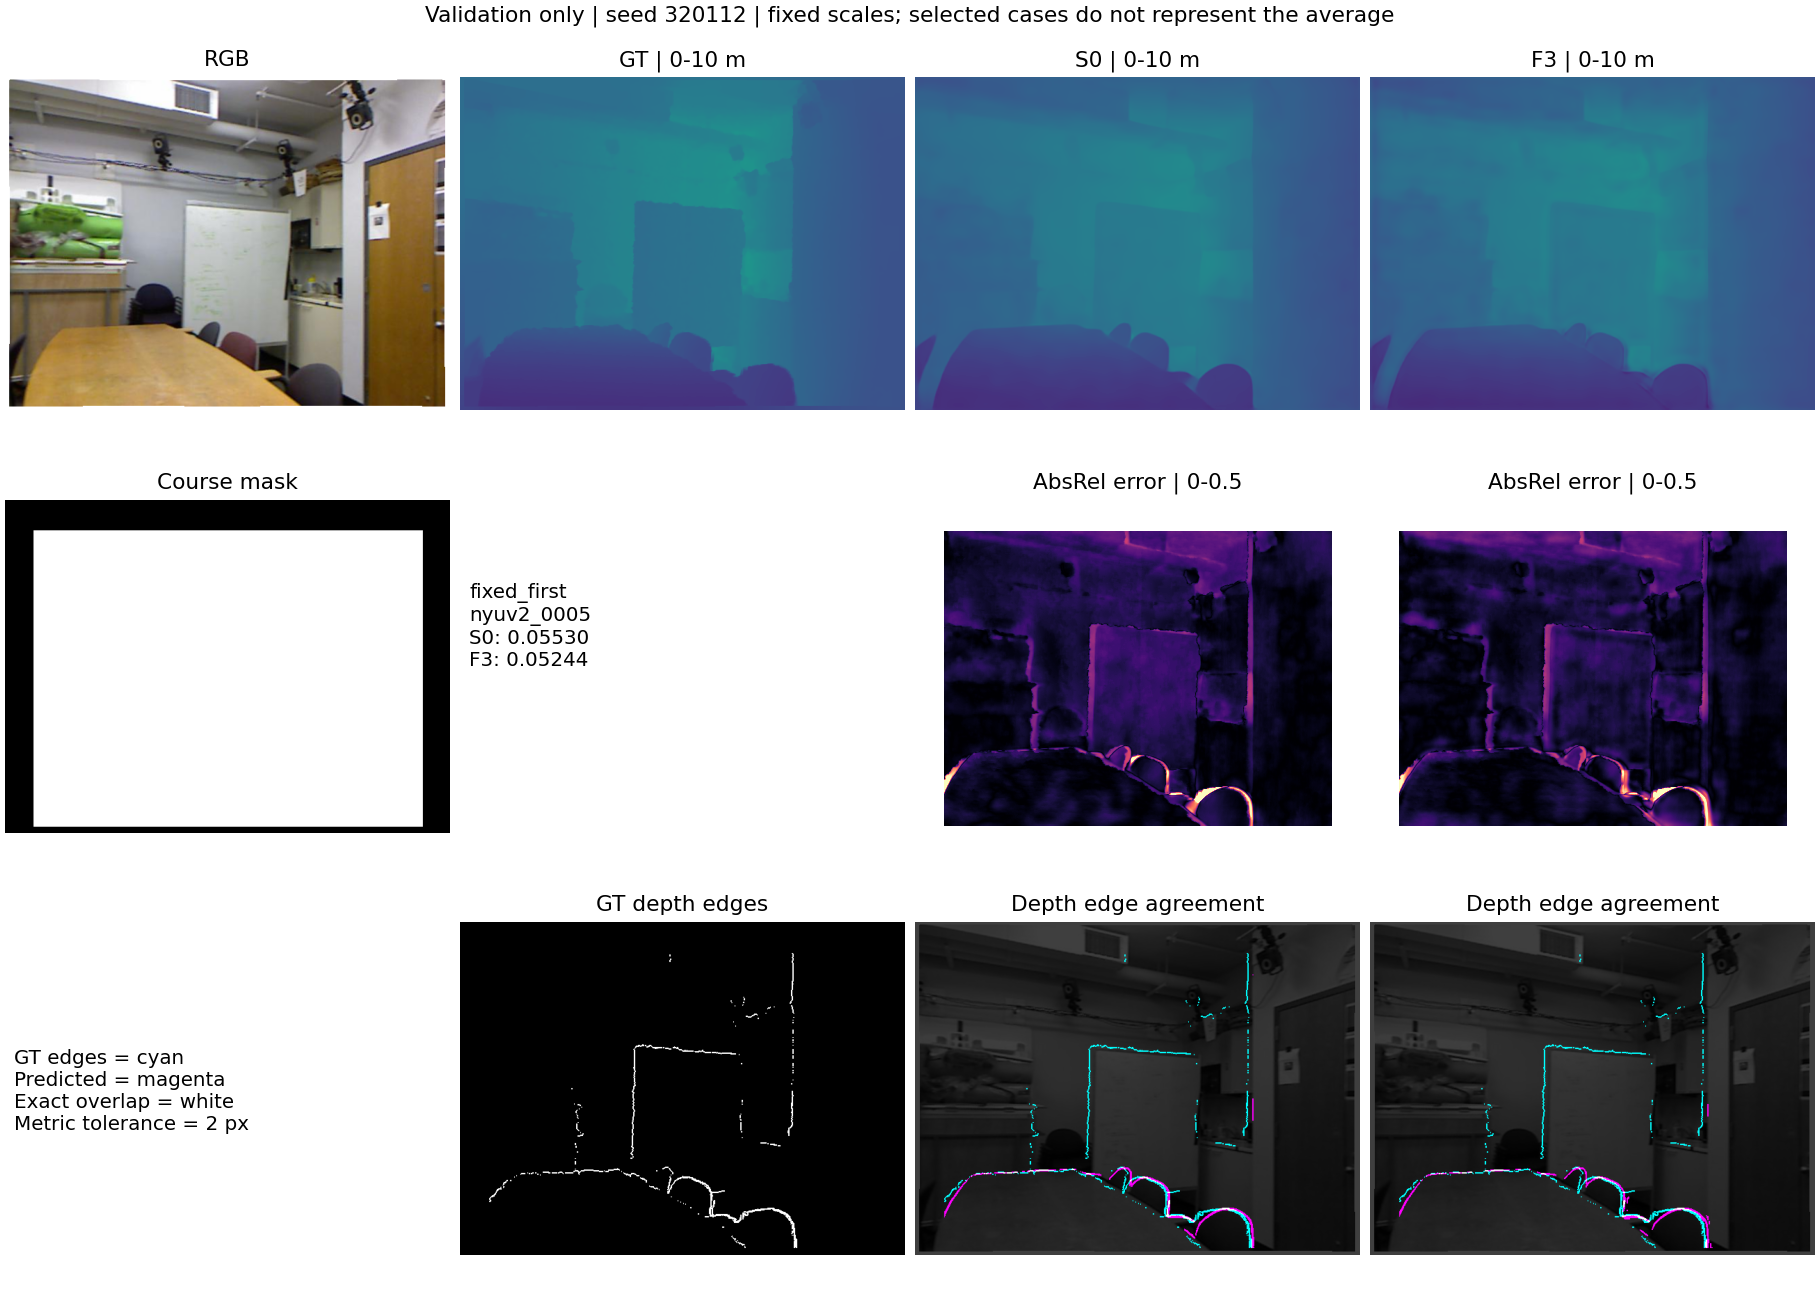 Validation only | seed 320112 | fixed scales; selected cases do not represent the average
RGB
GT | 0-10 m
S0 | 0-10 m
F3 | 0-10 m
Course mask
AbsRel error | 0-0.5
AbsRel error | 0-0.5
fixed_first
nyuv2_0005
S0: 0.05530
F3: 0.05244
GT depth edges
Depth edge agreement
Depth edge agreement
GT edges = cyan
Predicted = magenta
Exact overlap = white
Metric tolerance = 2 px